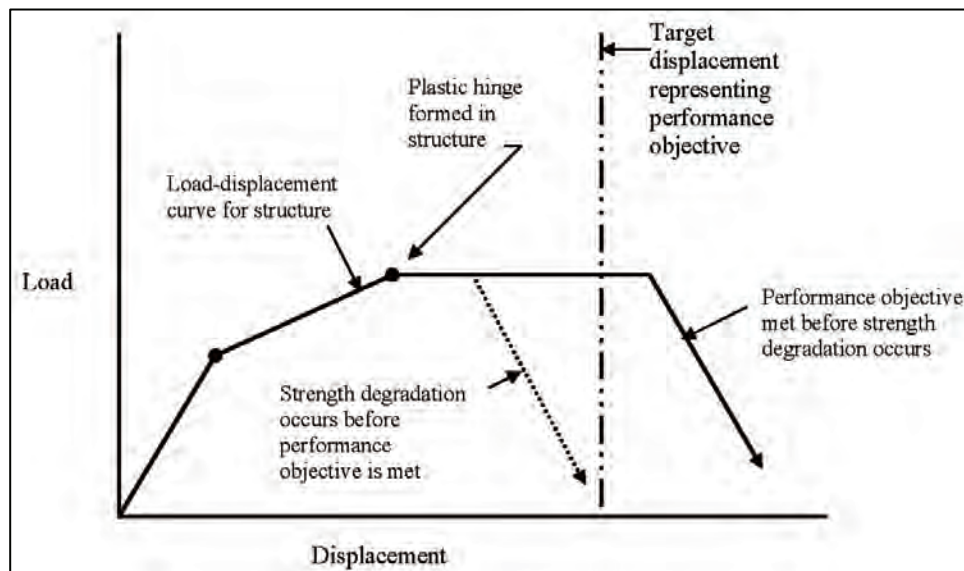 Target
displacement
representing
performance
objective
Plastic hinge
formed in
structure
Load-displacement
curve for structure
Load
Performance objective
met before strength
degradation occurs
Strength degradation
occurs before
performance
objective is met
Displacement